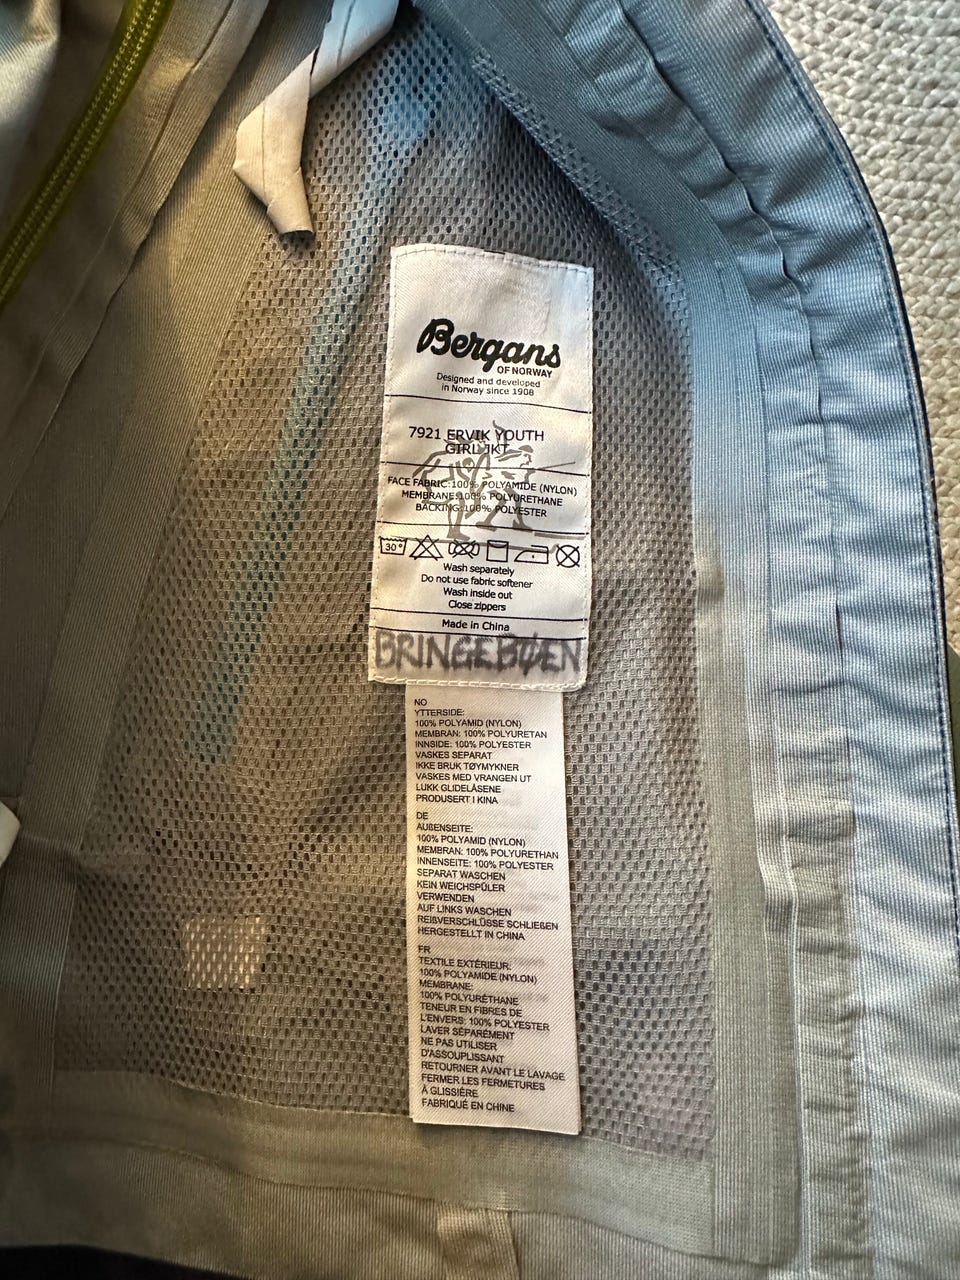 Bergans
OF NORWAY
Designed and developed
in Norway since 1908
7921 ERVIK YOUTH
GIRL JKT
FACE FABRIC:100% POLYAMIDE (NYLON)
MEMBRANE:100% POLYURETHANE
BACKING:100% POLYESTER
30°
Wash separately
Do not use fabric softener
Wash inside out
Close zippers
Made in China
BRINGEBØEN
NO
YTTERSIDE:
100% POLYAMID (NYLON)
MEMBRAN: 100% POLYURETAN
INNSIDE: 100% POLYESTER
VASKES SEPARAT
IKKE BRUK TØYMYKNER
VASKES MED VRANGEN UT
LUKK GLIDELÅSENE
PRODUSERT I KINA
DE
AUßENSEITE:
100% POLYAMID (NYLON)
MEMBRAN: 100% POLYURETHAN
INNENSEITE: 100% POLYESTER
SEPARAT WASCHEN
KEIN WEICHSPÜLER
VERWENDEN
AUF LINKS WASCHEN
REIßVERSCHLÜSSE SCHLIEßEN
HERGESTELLT IN CHINA
FR
TEXTILE EXTÉRIEUR:
100% POLYAMIDE (NYLON)
MEMBRANE:
100% POLYURÉTHANE
TENEUR EN FIBRES DE
L'ENVERS: 100% POLYESTER
LAVER SÉPARÉMENT
NE PAS UTILISER
D'ASSOUPLISSANT
RETOURNER AVANT LE LAVAGE
FERMER LES FERMETURES
À GLISSIÈRE
FABRIQUÉ EN CHINE